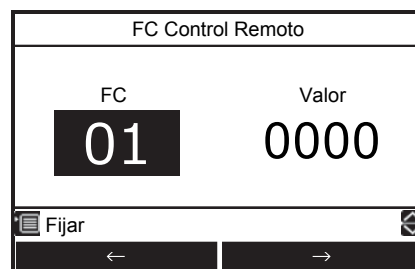 FC Control Remoto
FC Valor
01 0000
Fijar
← →